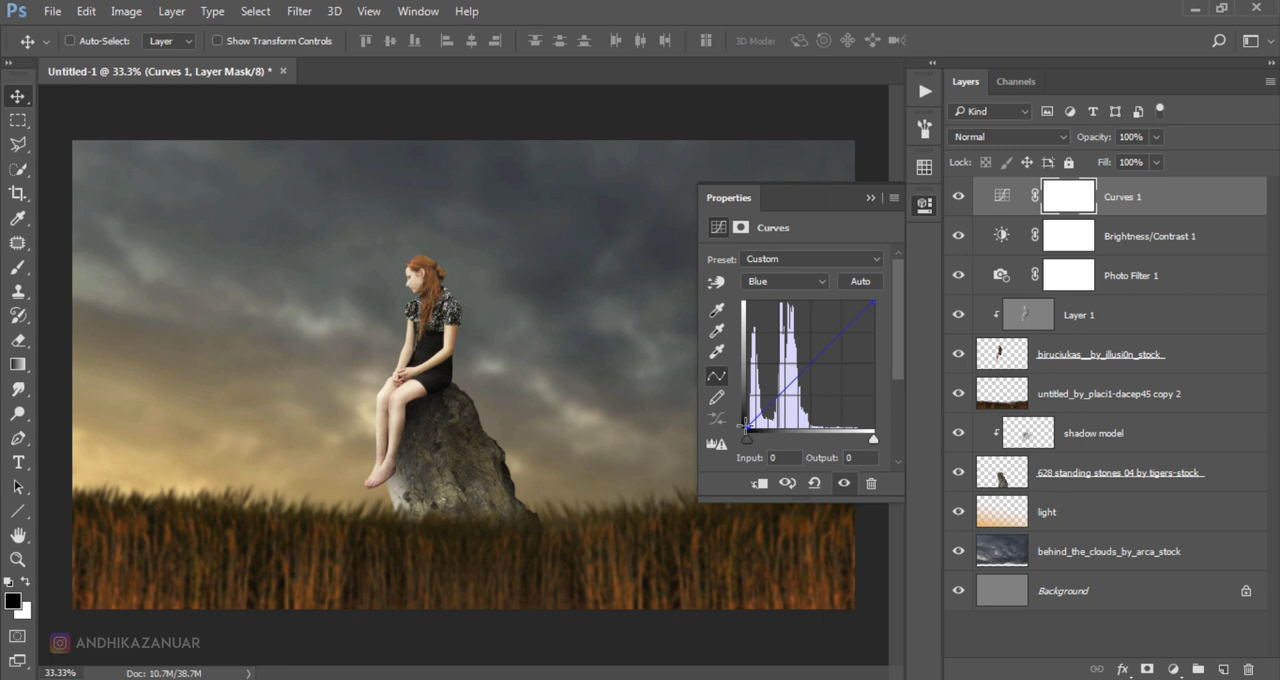 Ps File Edit Image Layer Type Select Filter 3D View Window Help
Auto-Select: Layer Show Transform Controls 3D Mode:
Untitled-1 @ 33.3% (Curves 1, Layer Mask/8) * ×
Layers Channels
Kind
Normal Opacity: 100%
Lock: Fill: 100%
Properties
Curves
Preset: Custom
Blue Auto
Input: 0 Output: 0
Curves 1
Brightness/Contrast 1
Photo Filter 1
Layer 1
biruciukas__by_illusi0n_stock
untitled_by_placi1-dacep45 copy 2
shadow model
628 standing stones 04 by tigers-stock
light
behind_the_clouds_by_arca_stock
Background
fx
ANDHIKAZANUAR
33.33% Doc: 10.7M/38.7M